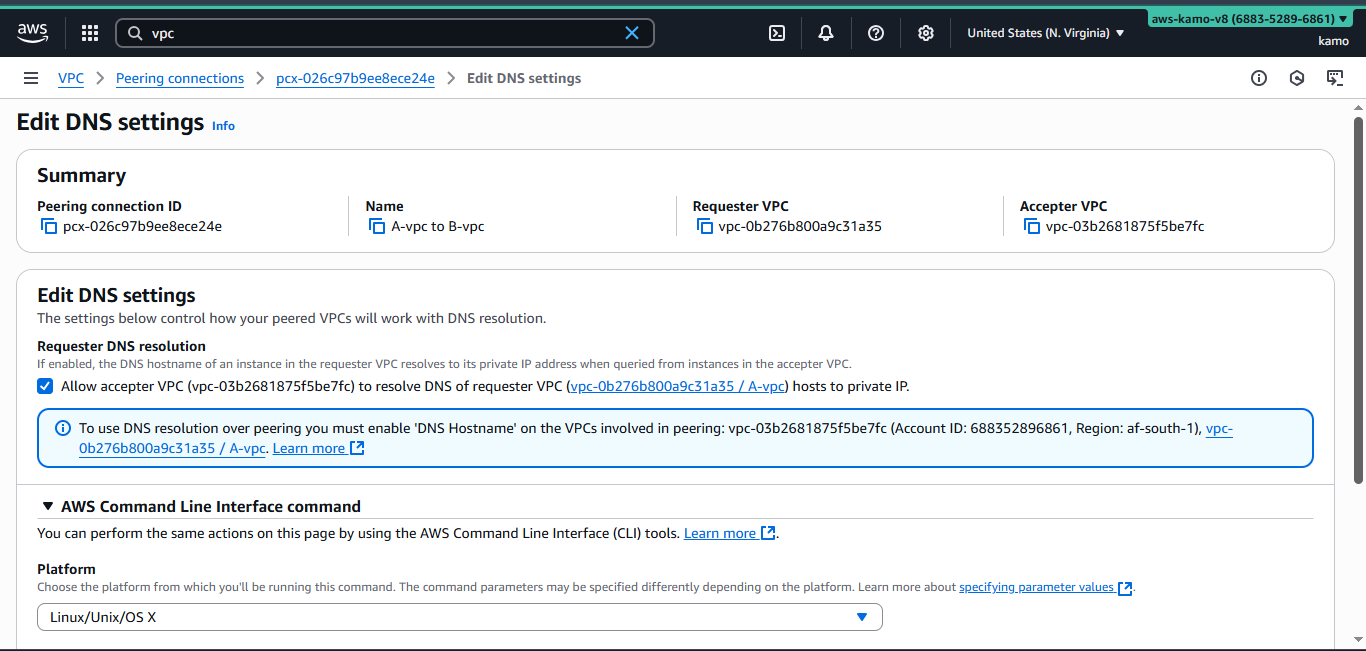 aws
vpc
United States (N. Virginia)
aws-kamo-v8 (6883-5289-6861)
kamo
VPC > Peering connections > pcx-026c97b9ee8ece24e > Edit DNS settings
Edit DNS settings Info
Summary
Peering connection ID
pcx-026c97b9ee8ece24e
Name
A-vpc to B-vpc
Requester VPC
vpc-0b276b800a9c31a35
Accepter VPC
vpc-03b2681875f5be7fc
Edit DNS settings
The settings below control how your peered VPCs will work with DNS resolution.
Requester DNS resolution
If enabled, the DNS hostname of an instance in the requester VPC resolves to its private IP address when queried from instances in the accepter VPC.
Allow accepter VPC (vpc-03b2681875f5be7fc) to resolve DNS of requester VPC (vpc-0b276b800a9c31a35 / A-vpc) hosts to private IP.
To use DNS resolution over peering you must enable 'DNS Hostname' on the VPCs involved in peering: vpc-03b2681875f5be7fc (Account ID: 688352896861, Region: af-south-1), vpc-
0b276b800a9c31a35 / A-vpc. Learn more
AWS Command Line Interface command
You can perform the same actions on this page by using the AWS Command Line Interface (CLI) tools. Learn more.
Platform
Choose the platform from which you'll be running this command. The command parameters may be specified differently depending on the platform. Learn more about specifying parameter values.
Linux/Unix/OS X